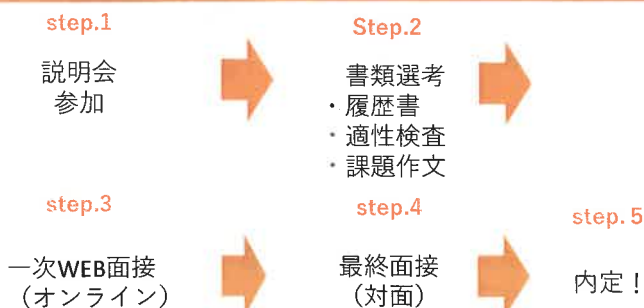 step.1
説明会
参加
Step.2
書類選考
・履歴書
・適性検査
・課題作文
step.3
一次WEB面接
（オンライン）
step.4
最終面接
（対面）
step.5
内定！